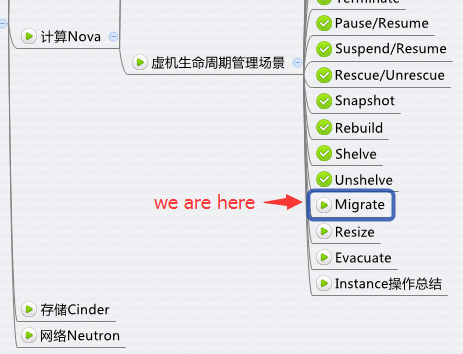 Terminate
Pause/Resume
计算Nova
Suspend/Resume
虚机生命周期管理场景
Rescue/Unrescue
Snapshot
Rebuild
Shelve
Unshelve
we are here
Migrate
Resize
Evacuate
Instance操作总结
存储Cinder
网络Neutron